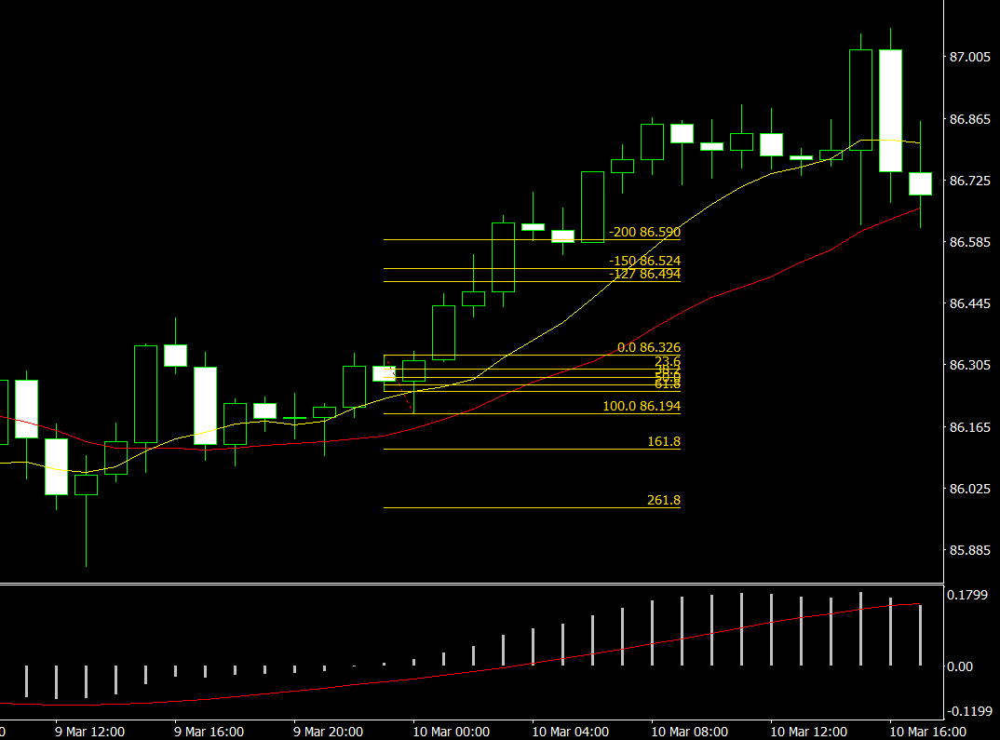 87.005
86.865
86.725
-200 86.590
86.585
-150 86.524
-127 86.494
86.445
0.0 86.326
23.6
38.2
50.0
61.8
86.305
100.0 86.194
86.165
161.8
86.025
261.8
85.885
0.1799
0.00
-0.1199
9 Mar 12:00
9 Mar 16:00
9 Mar 20:00
10 Mar 00:00
10 Mar 04:00
10 Mar 08:00
10 Mar 12:00
10 Mar 16:00